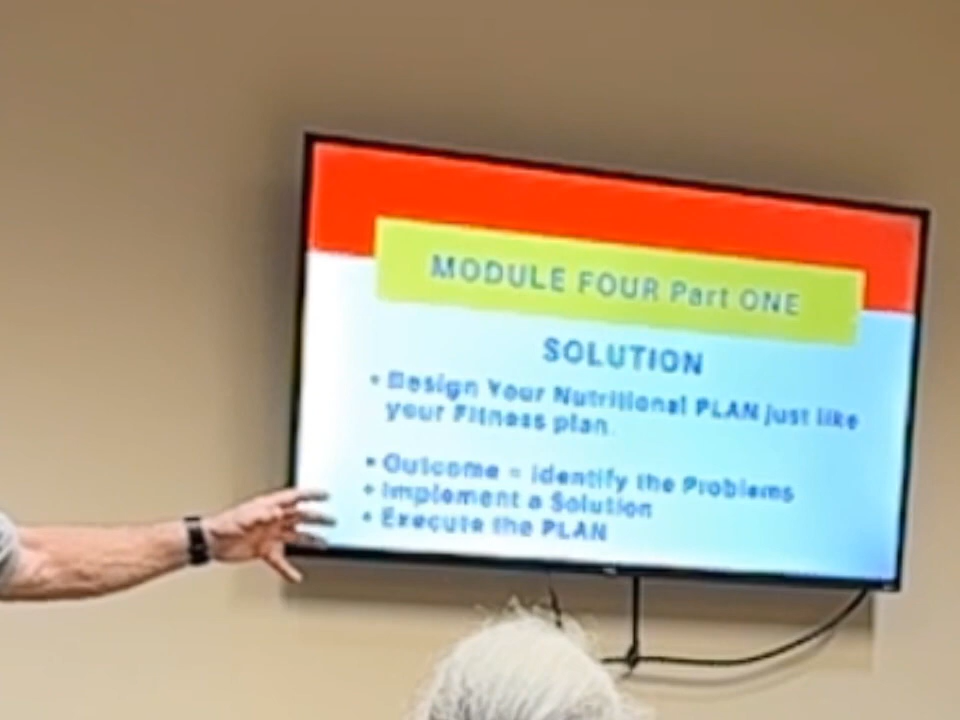 MODULE FOUR Part ONE
SOLUTION
• Design Your Nutritional PLAN just like
your Fitness plan.
• Outcome = Identify the Problems
• Implement a Solution
• Execute the PLAN